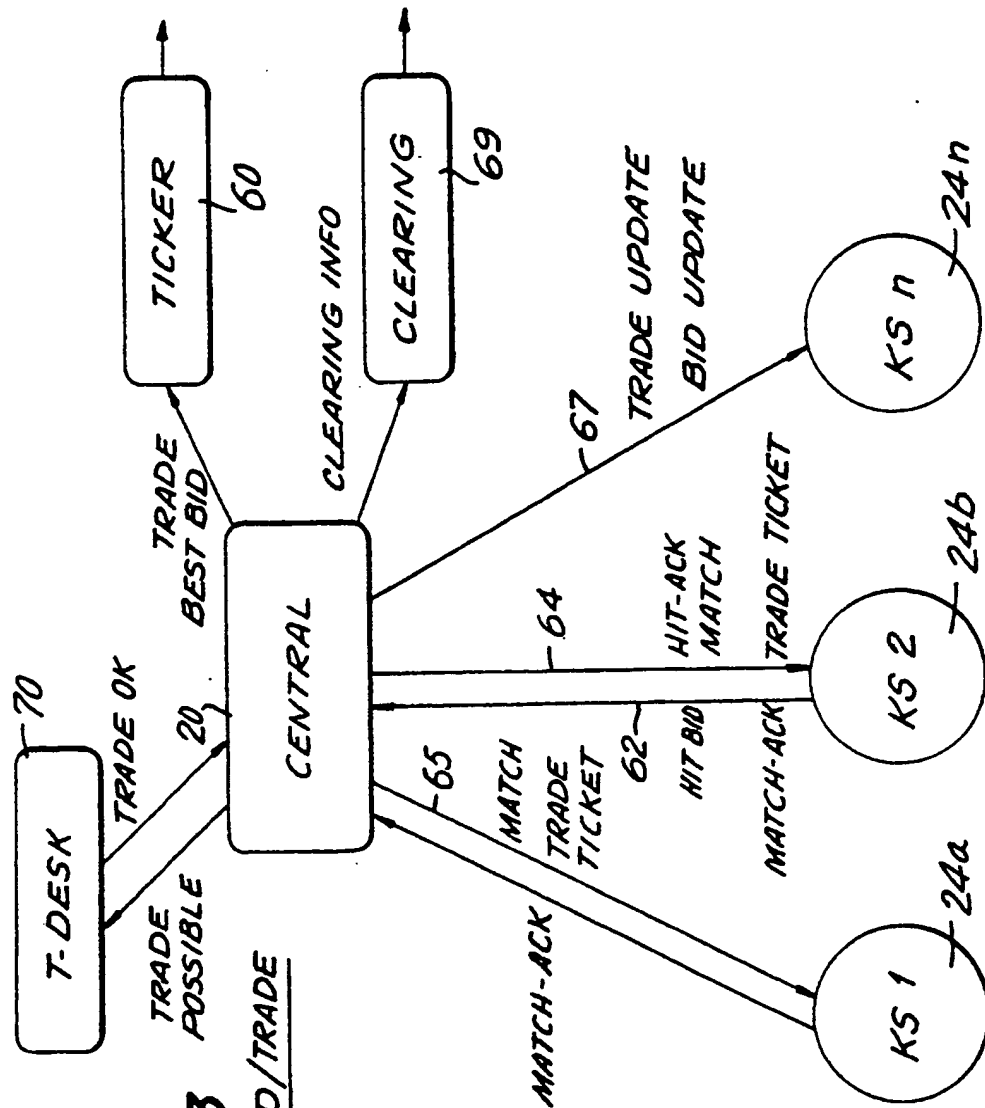 T-DESK
70
TRADE OK
TRADE
POSSIBLE
20
CENTRAL
TRADE
BEST BID
TICKER
60
CLEARING INFO
CLEARING
69
3
D/TRADE
65
MATCH
TRADE
TICKET
MATCH-ACK
62
HIT BID
MATCH-ACK
64
HIT-ACK
MATCH
TRADE TICKET
67
TRADE UPDATE
BID UPDATE
KS 1
24a
KS 2
24b
KS n
24n